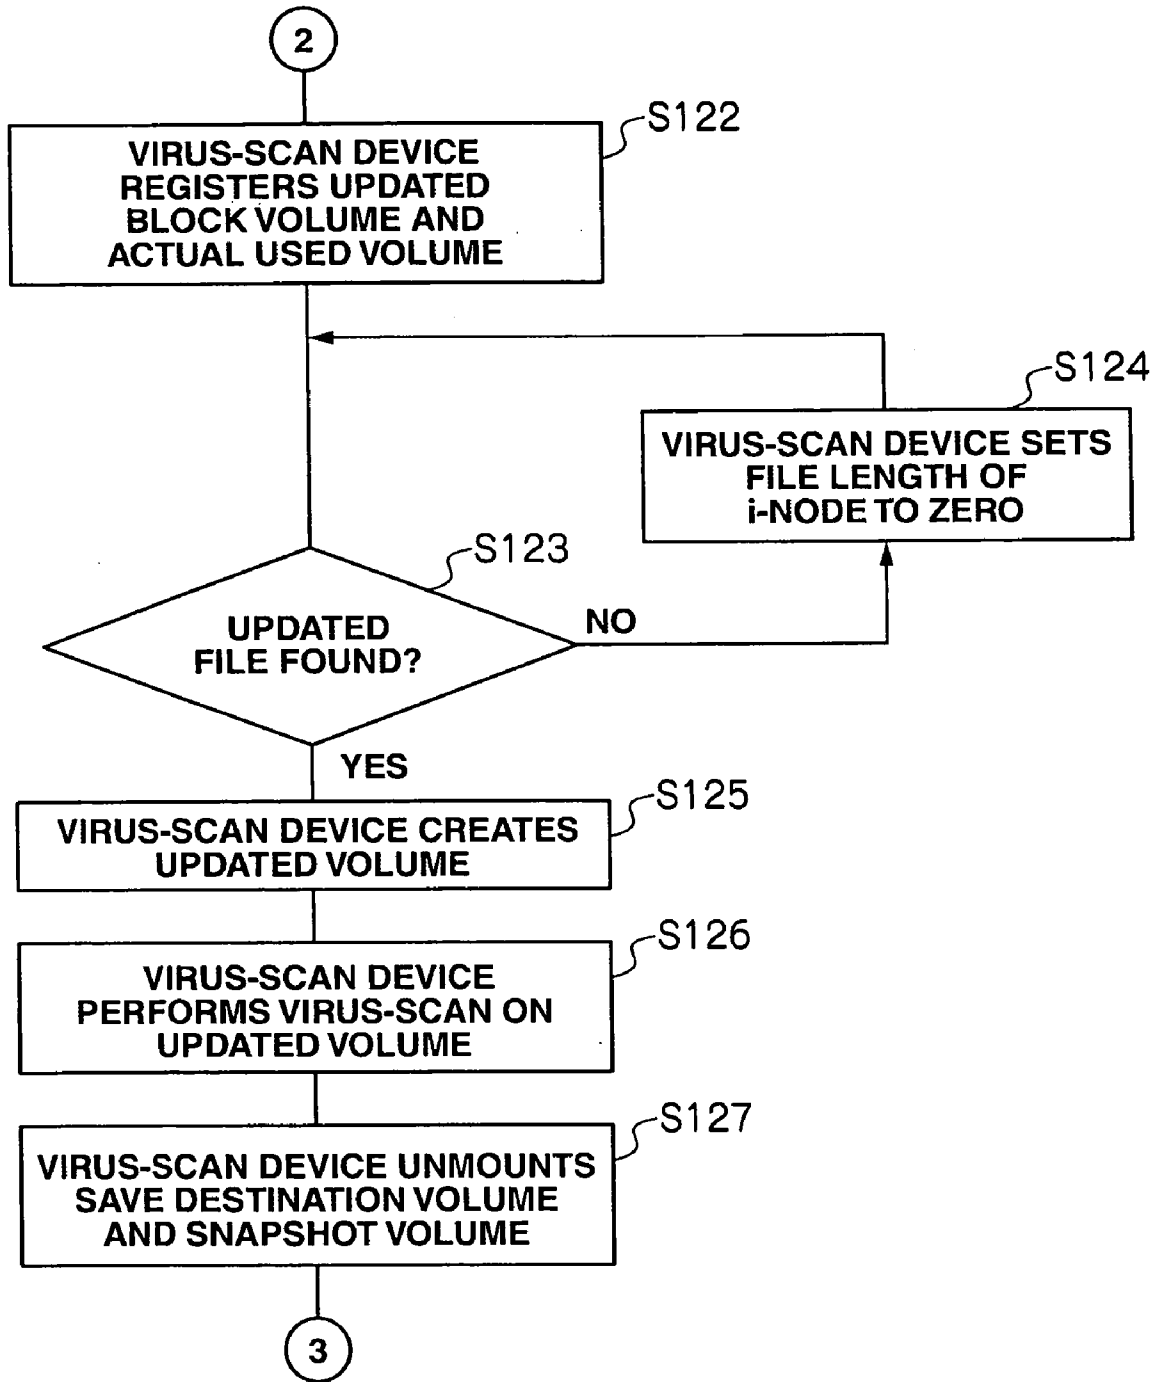 2
S122
VIRUS-SCAN DEVICE
REGISTERS UPDATED
BLOCK VOLUME AND
ACTUAL USED VOLUME
S124
VIRUS-SCAN DEVICE SETS
FILE LENGTH OF
i-NODE TO ZERO
S123
UPDATED
FILE FOUND?
NO
YES
S125
VIRUS-SCAN DEVICE CREATES
UPDATED VOLUME
S126
VIRUS-SCAN DEVICE
PERFORMS VIRUS-SCAN ON
UPDATED VOLUME
S127
VIRUS-SCAN DEVICE UNMOUNTS
SAVE DESTINATION VOLUME
AND SNAPSHOT VOLUME
3